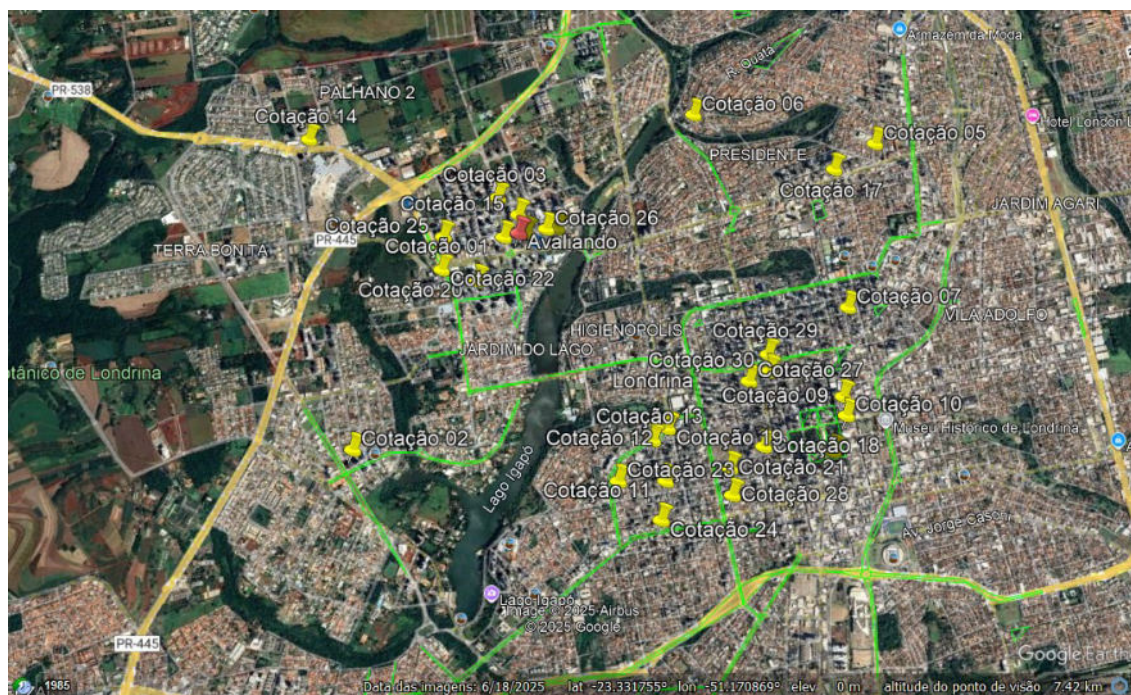 Armazém da Moda
R. Quatá
PR-538
PALHANO 2
Cotação 14
Cotação 06
Hotel London
Cotação 05
PRESIDENTE
Cotação 03
Cotação 17
Cotação 15
JARDIM AGARI
Cotação 25
Cotação 26
TERRA BONITA
PR-445
Cotação 01
Avaliando
Cotação 20
Cotação 22
Cotação 07
VILA ADOLFO
HIGIENÓPOLIS
Cotação 29
JARDIM DO LAGO
Cotação 30
Cotação 27
otânico de Londrina
Londrina
Cotação 09
Cotação 10
Cotação 13
Museu Histórico de Londrina
Cotação 02
Cotação 12
Cotação 19
Cotação 18
Lago Igapó
Cotação 23
Cotação 21
Cotação 11
Cotação 28
Cotação 24
Lago Igapó
Image © 2025 Airbus
© 2025 Google
PR-445
Google Earth
1985
Data das imagens: 6/18/2025 lat -23.331755° lon -51.170869° elev 0 m altitude do ponto de visão 7.42 km